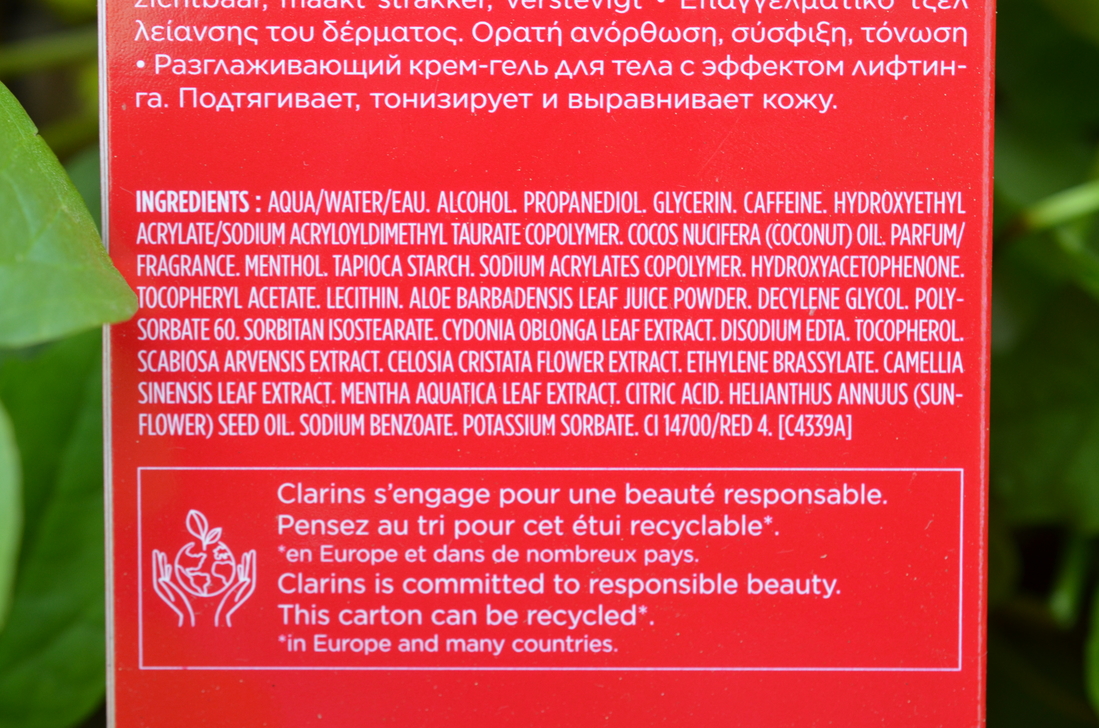 zichtbaar, maakt strakker, verstevigt • Επαγγελματικό τζελ
λείανσης του δέρματος. Ορατή ανόρθωση, σύσφιξη, τόνωση
• Разглаживающий крем-гель для тела с эффектом лифтин-
га. Подтягивает, тонизирует и выравнивает кожу.
INGREDIENTS : AQUA/WATER/EAU. ALCOHOL. PROPANEDIOL. GLYCERIN. CAFFEINE. HYDROXYETHYL
ACRYLATE/SODIUM ACRYLOYLDIMETHYL TAURATE COPOLYMER. COCOS NUCIFERA (COCONUT) OIL. PARFUM/
FRAGRANCE. MENTHOL. TAPIOCA STARCH. SODIUM ACRYLATES COPOLYMER. HYDROXYACETOPHENONE.
TOCOPHERYL ACETATE. LECITHIN. ALOE BARBADENSIS LEAF JUICE POWDER. DECYLENE GLYCOL. POLY-
SORBATE 60. SORBITAN ISOSTEARATE. CYDONIA OBLONGA LEAF EXTRACT. DISODIUM EDTA. TOCOPHEROL.
SCABIOSA ARVENSIS EXTRACT. CELOSIA CRISTATA FLOWER EXTRACT. ETHYLENE BRASSYLATE. CAMELLIA
SINENSIS LEAF EXTRACT. MENTHA AQUATICA LEAF EXTRACT. CITRIC ACID. HELIANTHUS ANNUUS (SUN-
FLOWER) SEED OIL. SODIUM BENZOATE. POTASSIUM SORBATE. CI 14700/RED 4. [C4339A]
Clarins s'engage pour une beauté responsable.
Pensez au tri pour cet étui recyclable*.
*en Europe et dans de nombreux pays.
Clarins is committed to responsible beauty.
This carton can be recycled*.
*in Europe and many countries.